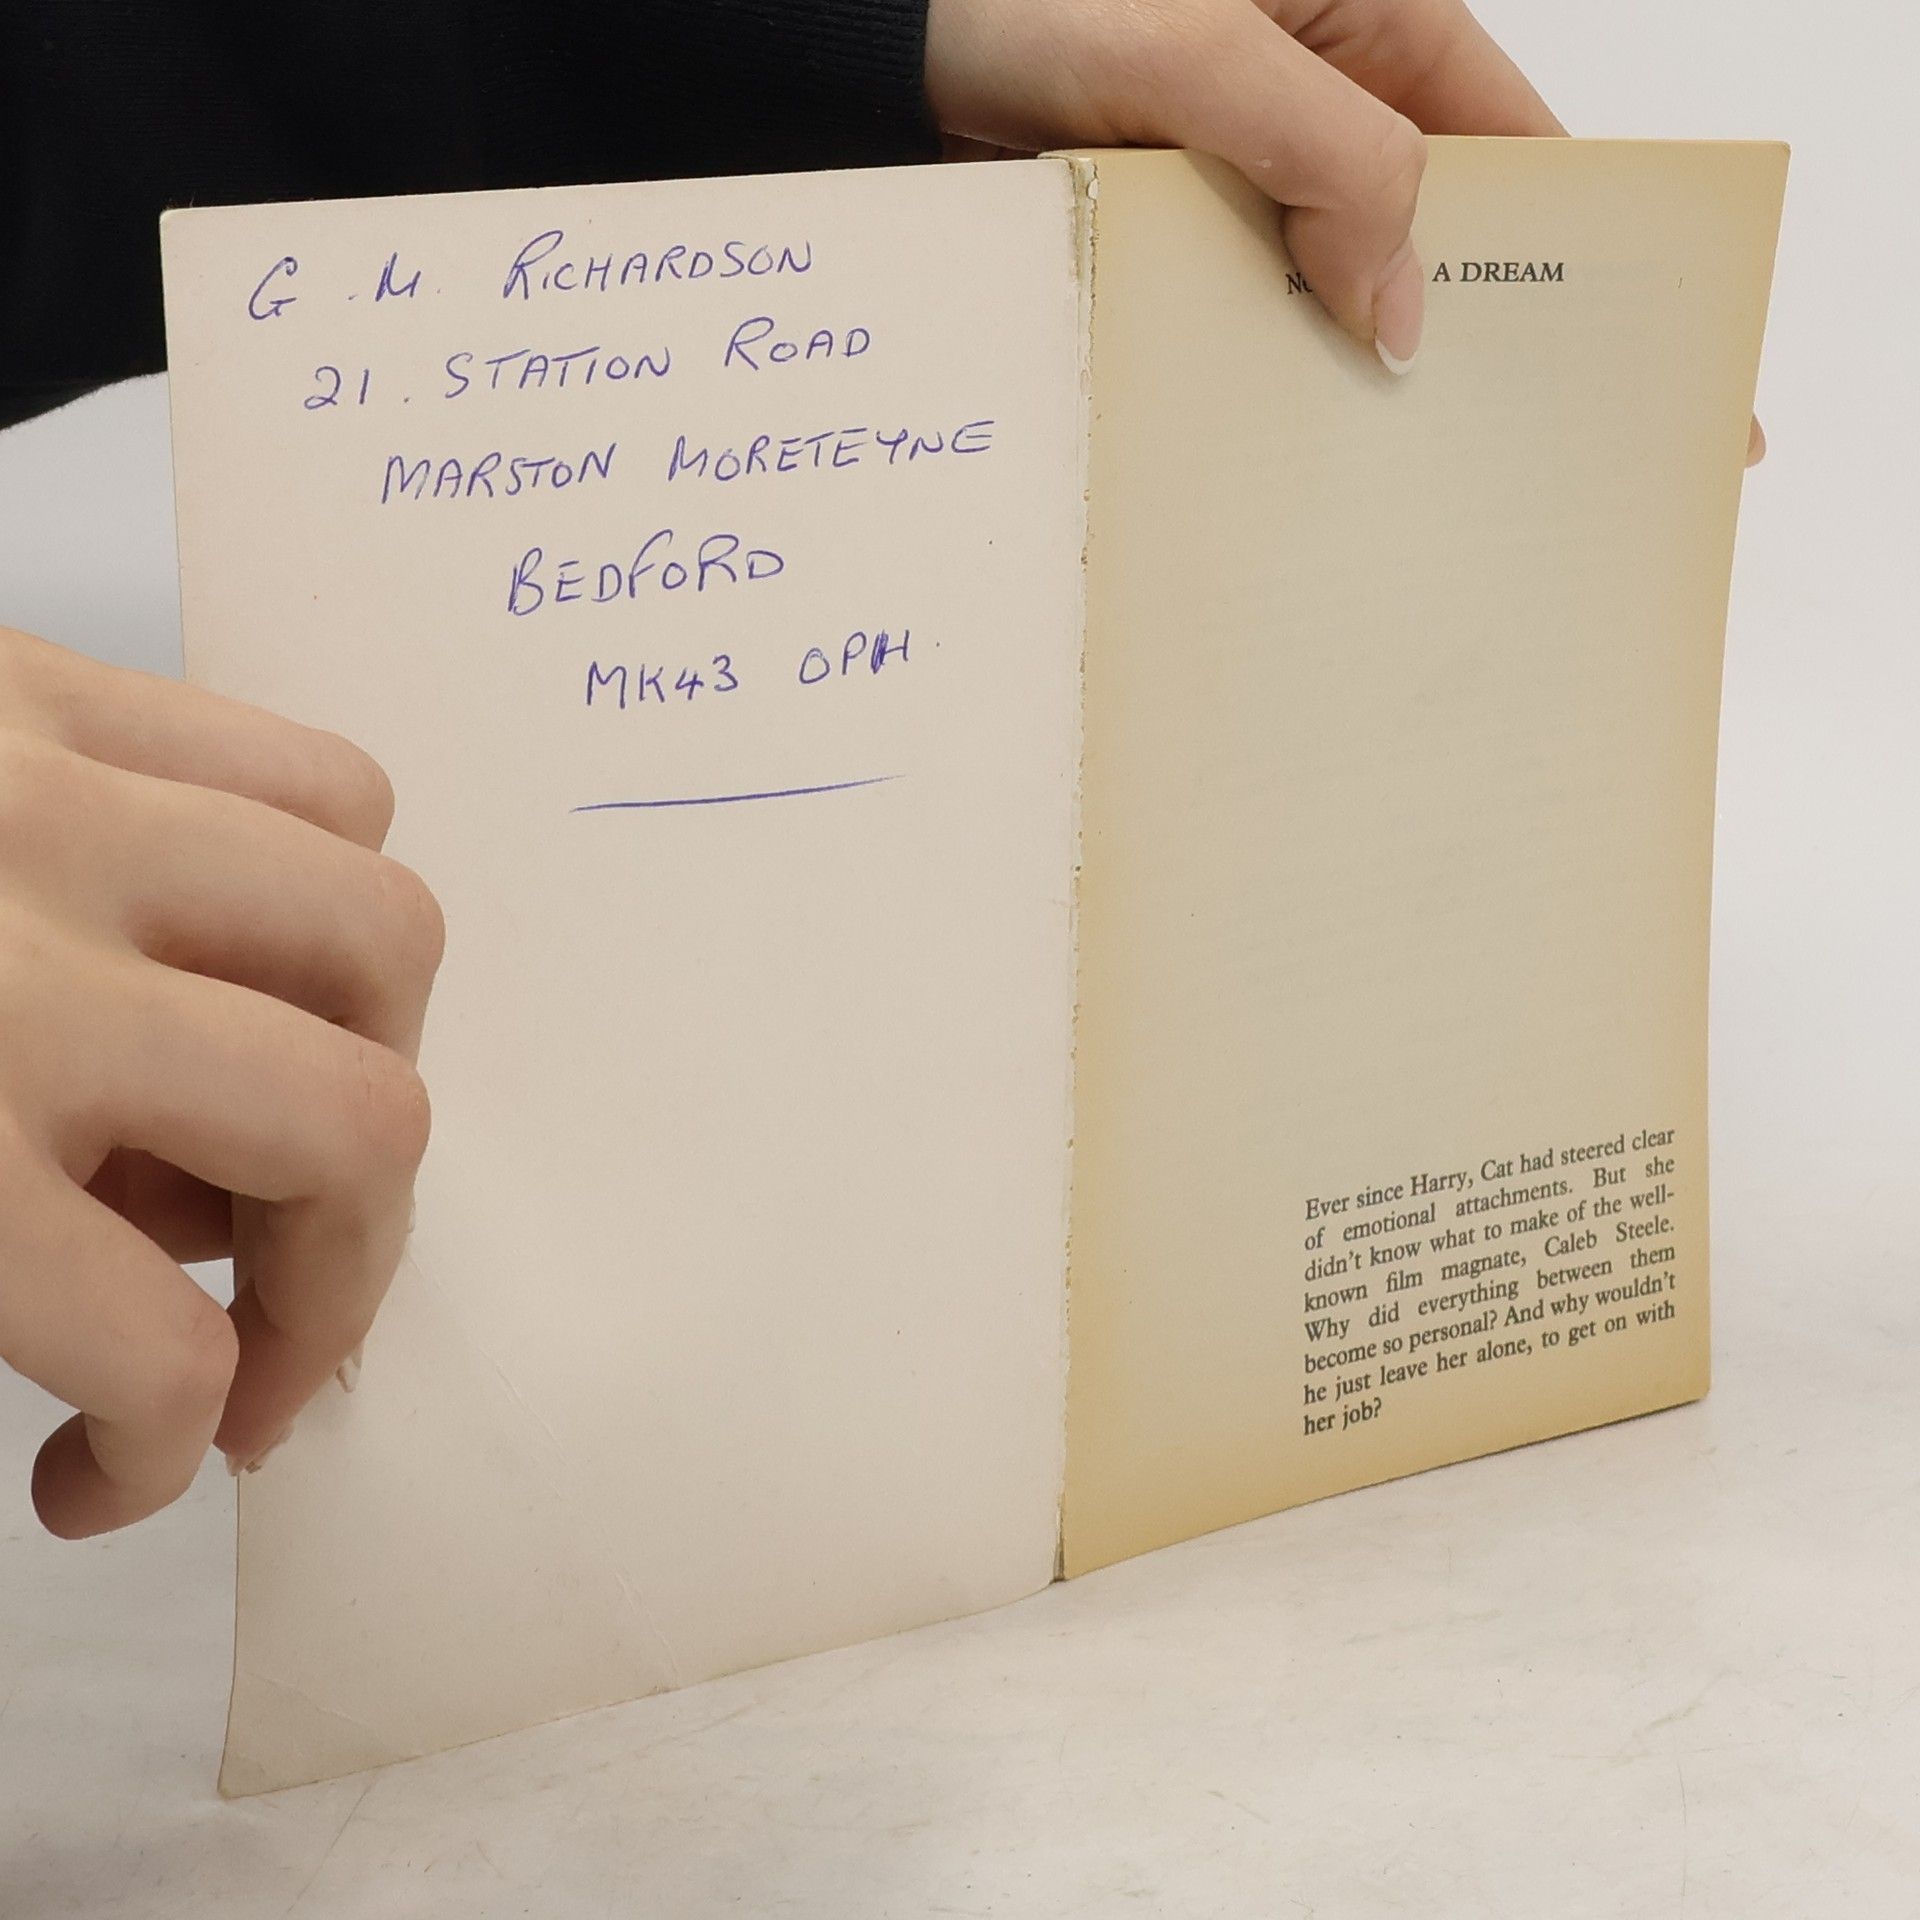 G. M. RICHARDSON
21. STATION ROAD
MARSTON MORETEYNE
BEDFORD
MK43 OPH.
A DREAM
Ever since Harry, Cat had steered clear
of emotional attachments. But she
didn't know what to make of the well-
known film magnate, Caleb Steele.
Why did everything between them
become so personal? And why wouldn't
he just leave her alone, to get on with
her job?